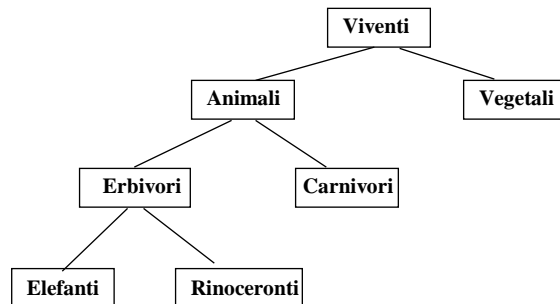 Viventi
Animali
Vegetali
Erbivori
Carnivori
Elefanti
Rinoceronti